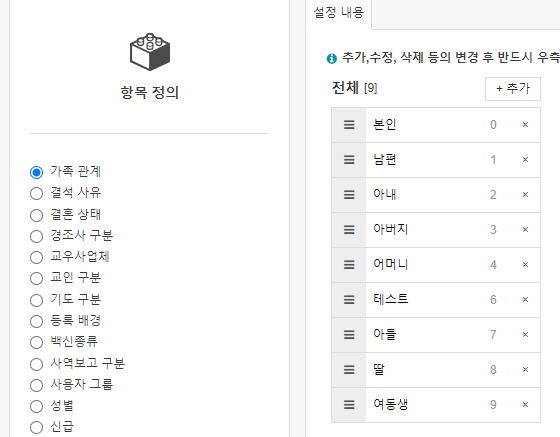 항목 정의
가족 관계
결석 사유
결혼 상태
경조사 구분
교우사업체
교인 구분
기도 구분
등록 배경
백신종류
사역보고 구분
사용자 그룹
성별
신급
설정 내용
추가,수정, 삭제 등의 변경 후 반드시 우측
전체 [9]
+ 추가
본인 0 ×
남편 1 ×
아내 2 ×
아버지 3 ×
어머니 4 ×
테스트 6 ×
아들 7 ×
딸 8 ×
여동생 9 ×